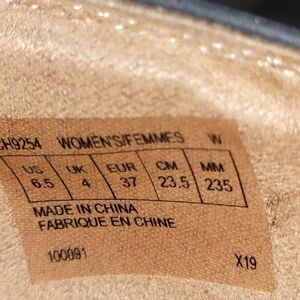 CH9254 WOMEN'S/FEMMES W
US UK EUR CM MM
6.5 4 37 23.5 235
MADE IN CHINA
FABRIQUE EN CHINE
100091 X19